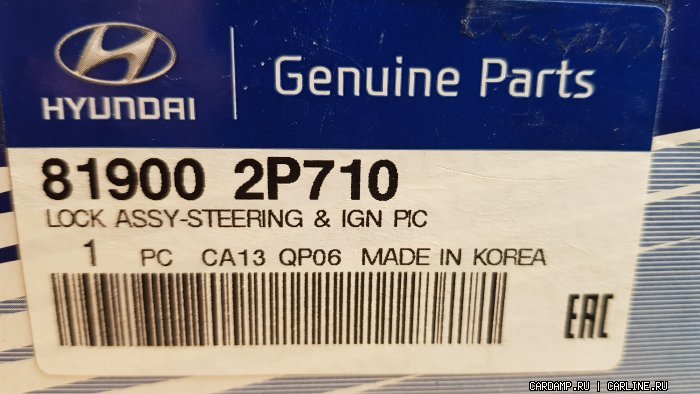 HYUNDAI
Genuine Parts
81900 2P710
LOCK ASSY-STEERING & IGN PIC
1 PC CA13 QP06 MADE IN KOREA
EAC
CARDAMP.RU | CARLINE.RU